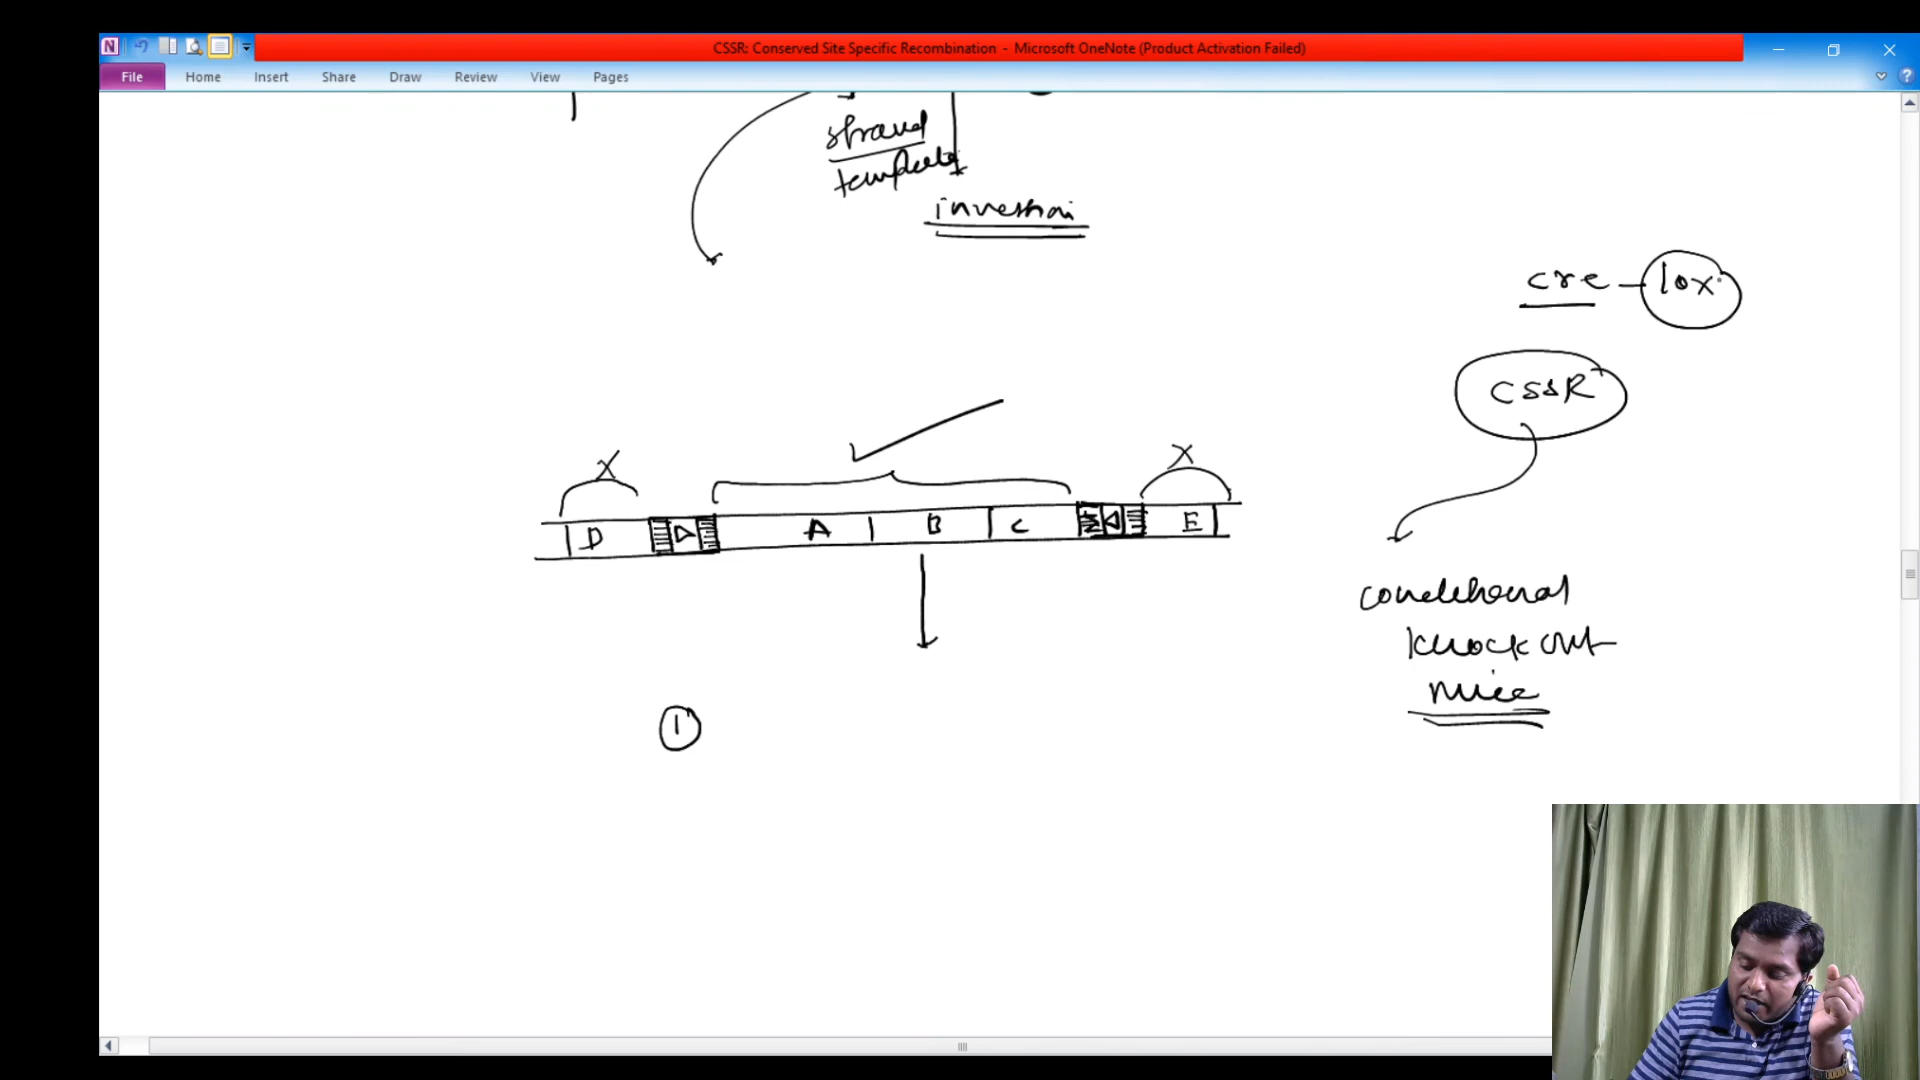 CSSR: Conserved Site Specific Recombination - Microsoft OneNote (Product Activation Failed)
File Home Insert Share Draw Review View Pages
strand
template
inversion
cre - lox
CSSR
X X
D A B C E
conditional
knock out
mice
1